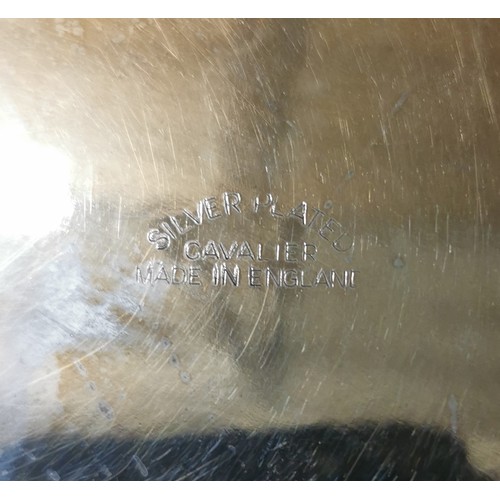 SILVER PLATED
CAVALIER
MADE IN ENGLAND